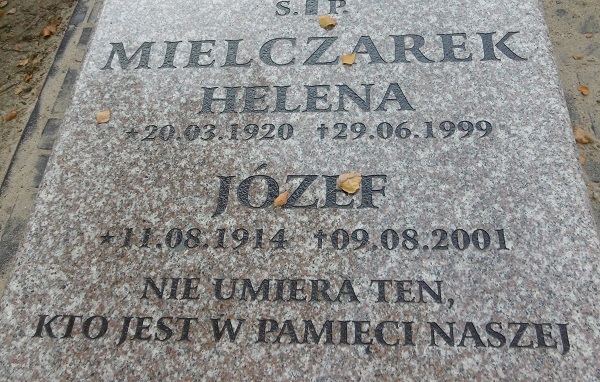 Ś.†P.
MIELCZAREK
HELENA
*20.03.1920 †29.06.1999
JÓZEF
*11.08.1914 †09.08.2001
NIE UMIERA TEN,
KTO JEST W PAMIĘCI NASZEJ